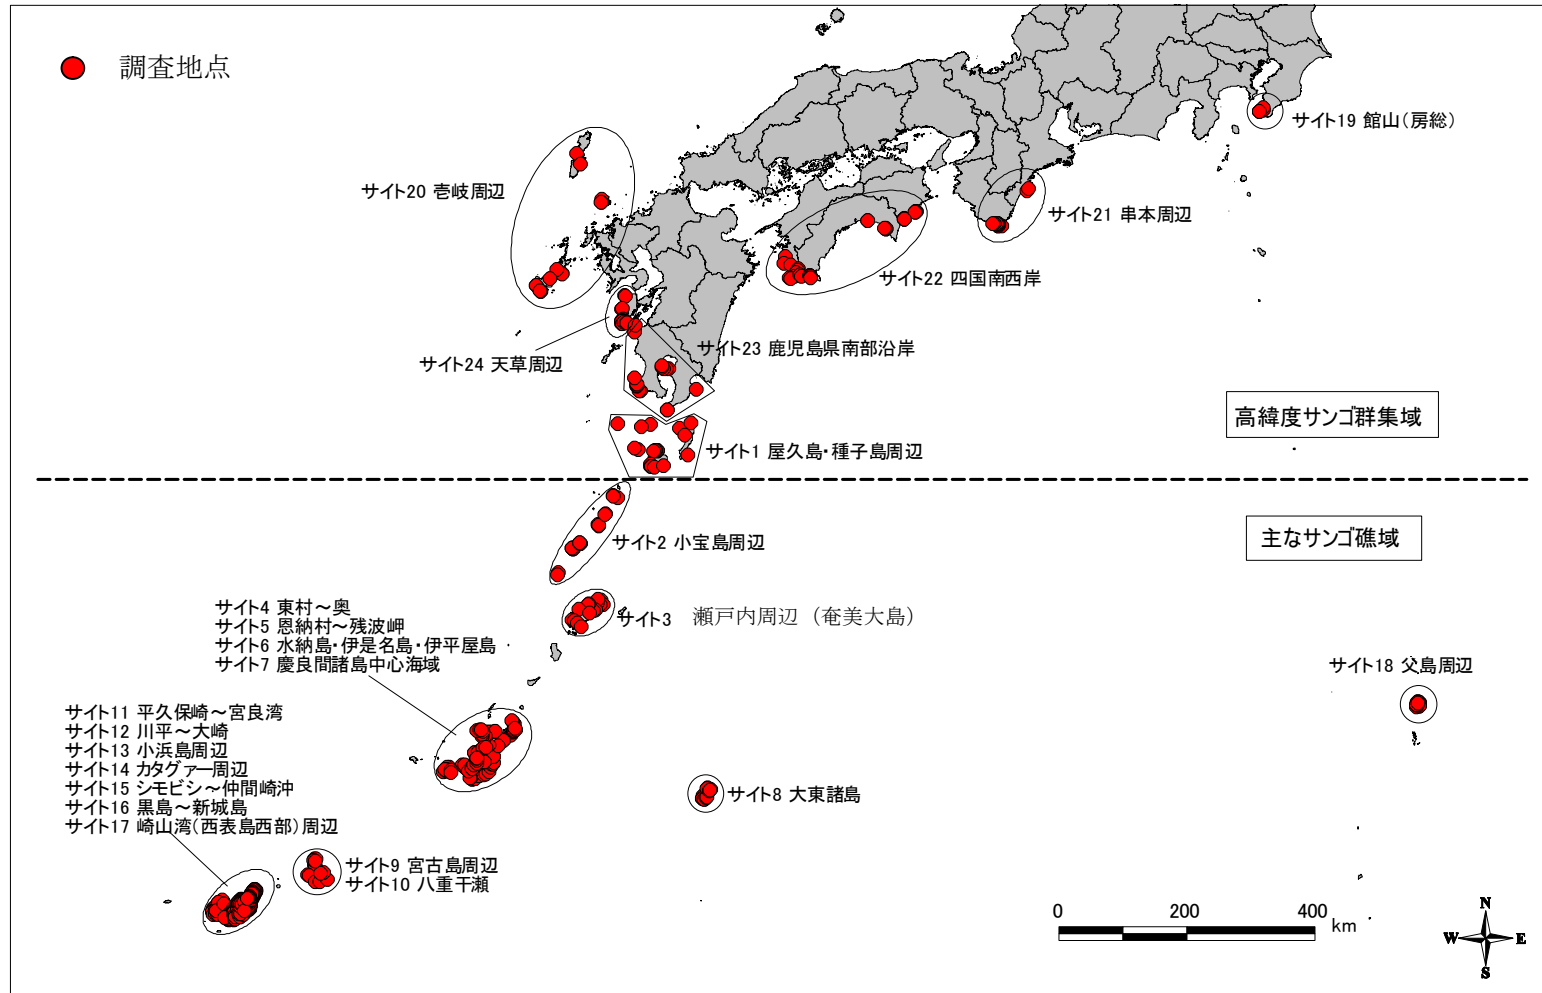 調査地点
サイト19 館山（房総）
サイト20 壱岐周辺
サイト21 串本周辺
サイト22 四国南西岸
サイト23 鹿児島県南部沿岸
サイト24 天草周辺
高緯度サンゴ群集域
サイト1 屋久島・種子島周辺
主なサンゴ礁域
サイト2 小宝島周辺
サイト3 瀬戸内周辺（奄美大島）
サイト4 東村～奥
サイト5 恩納村～残波岬
サイト6 水納島・伊是名島・伊平屋島
サイト7 慶良間諸島中心海域
サイト18 父島周辺
サイト11 平久保崎～宮良湾
サイト12 川平～大崎
サイト13 小浜島周辺
サイト14 カタグァー周辺
サイト15 シモビシ～仲間崎沖
サイト16 黒島～新城島
サイト17 崎山湾（西表島西部）周辺
サイト8 大東諸島
サイト9 宮古島周辺
サイト10 八重干瀬
0 200 400
km
N
W E
S